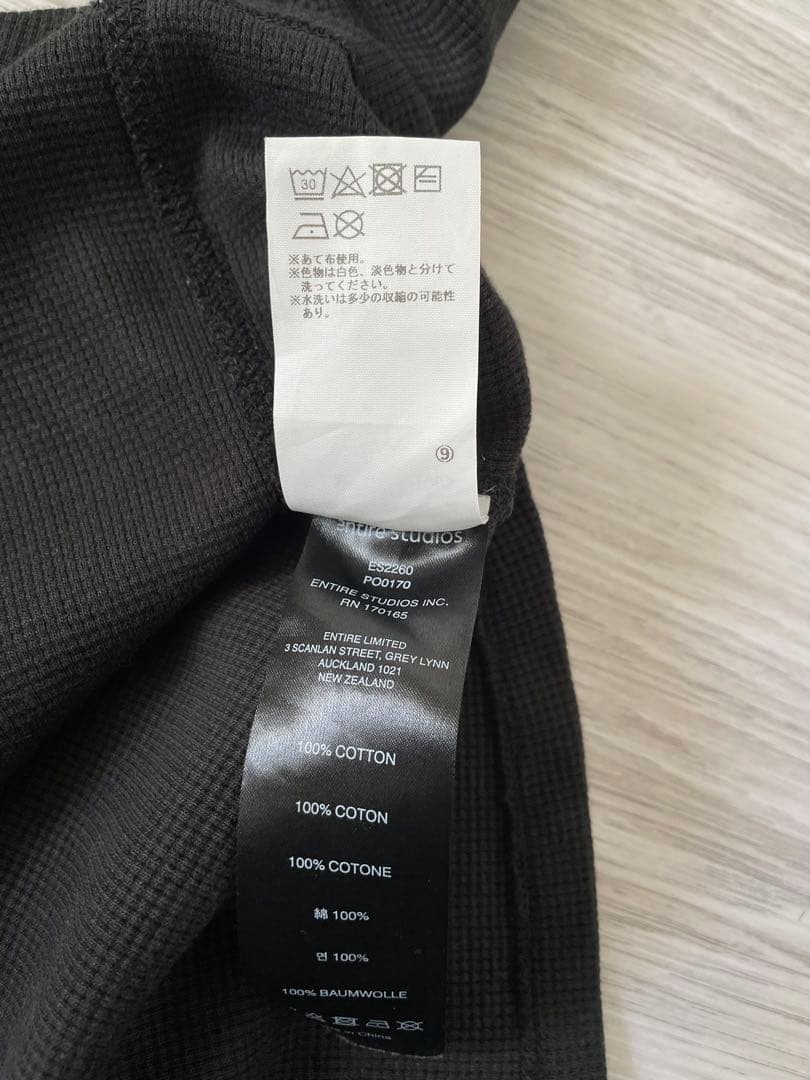 30
※あて布使用。
※色物は白色、淡色物と分けて
洗ってください。
※水洗いは多少の収縮の可能性
あり。
⑨
entire studios
ES2260
PO0170
ENTIRE STUDIOS INC.
RN 170165
ENTIRE LIMITED
3 SCANLAN STREET, GREY LYNN
AUCKLAND 1021
NEW ZEALAND
100% COTTON
100% COTON
100% COTONE
綿 100%
면 100%
100% BAUMWOLLE
in China